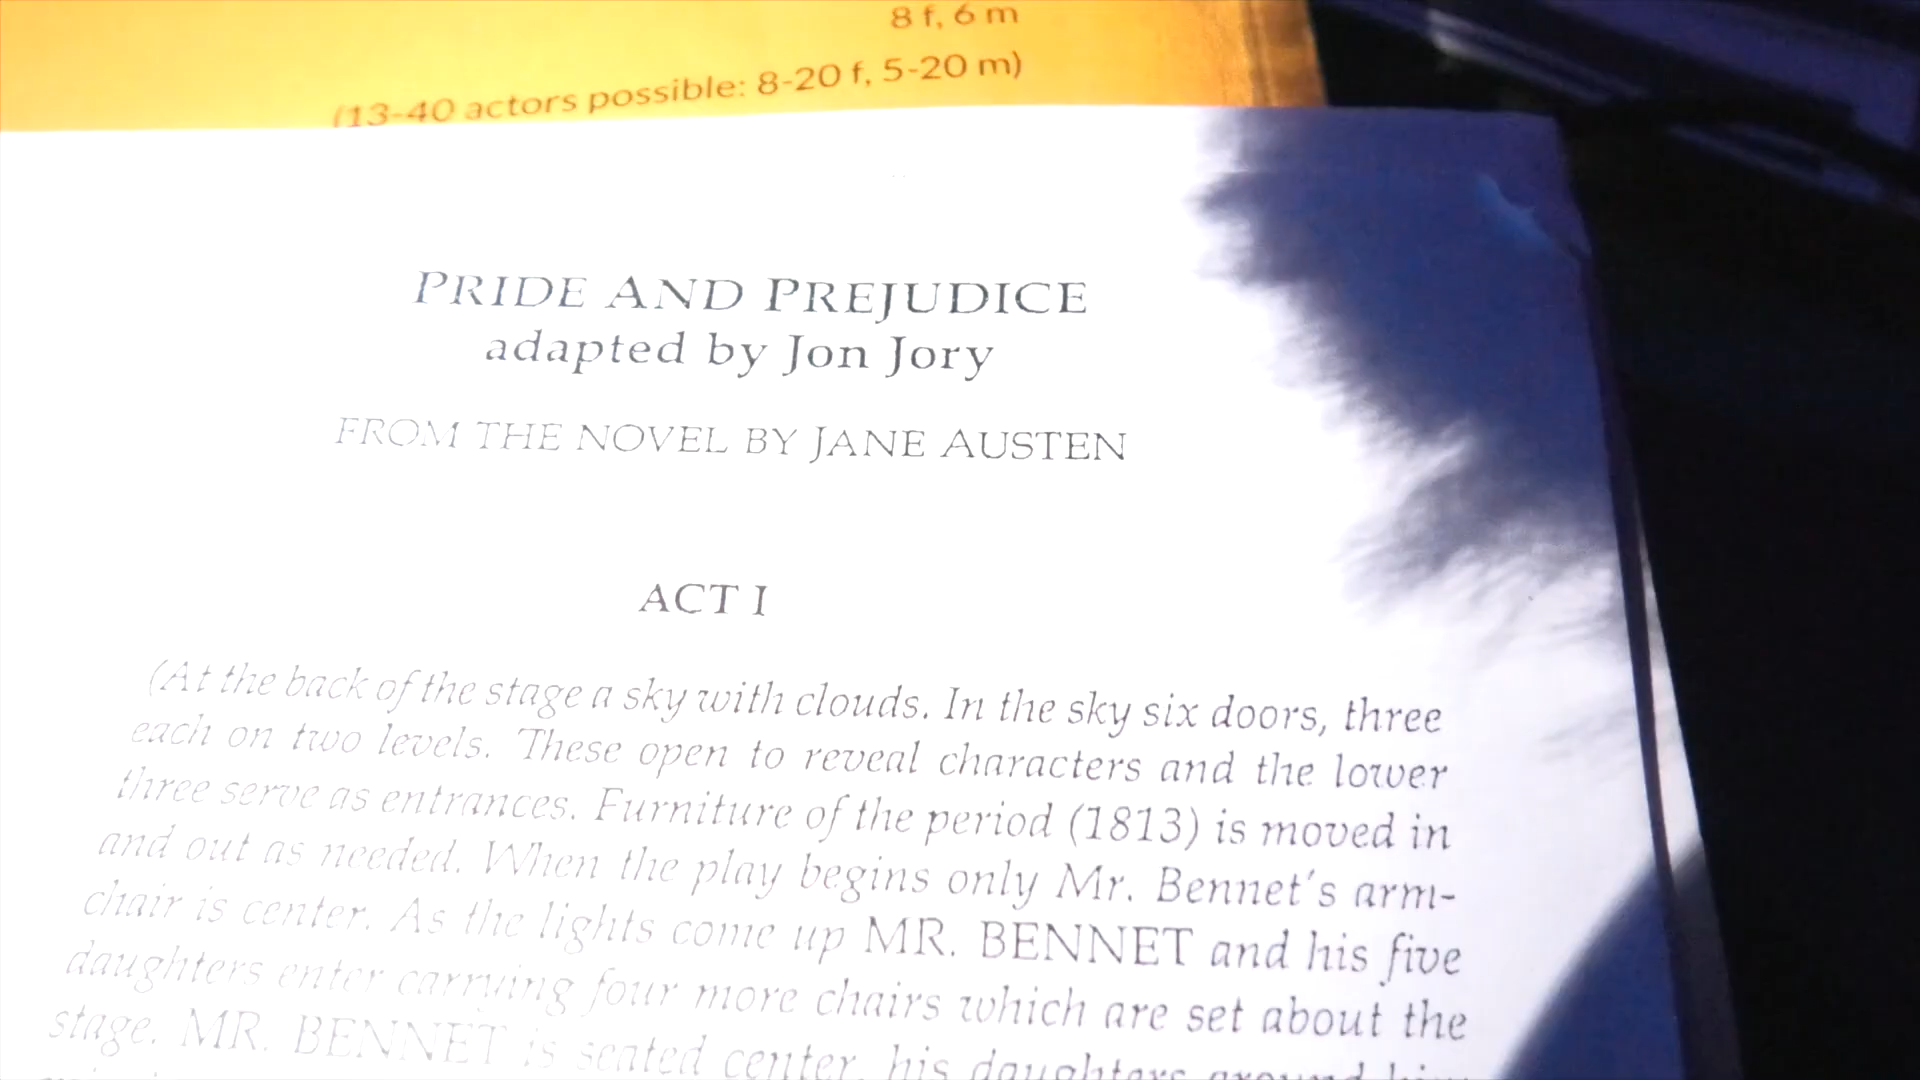 8 f, 6 m
(13-40 actors possible: 8-20 f, 5-20 m)
PRIDE AND PREJUDICE
adapted by Jon Jory
FROM THE NOVEL BY JANE AUSTEN
ACT I
(At the back of the stage a sky with clouds. In the sky six doors, three
each on two levels. These open to reveal characters and the lower
three serve as entrances. Furniture of the period (1813) is moved in
and out as needed. When the play begins only Mr. Bennet's arm-
chair is center. As the lights come up MR. BENNET and his five
daughters enter carrying four more chairs which are set about the
stage. MR. BENNET is seated center, his daughters around him